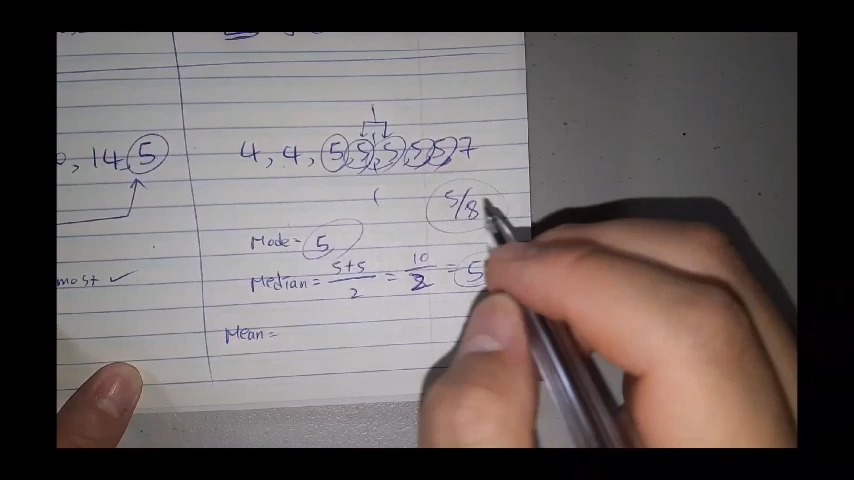 , 14, 5
4, 4, 5, 5, 5, 5, 5, 7
5/8
Mode = 5
most ✓
Median = 5+5/2 = 10/2 = 5
Mean =